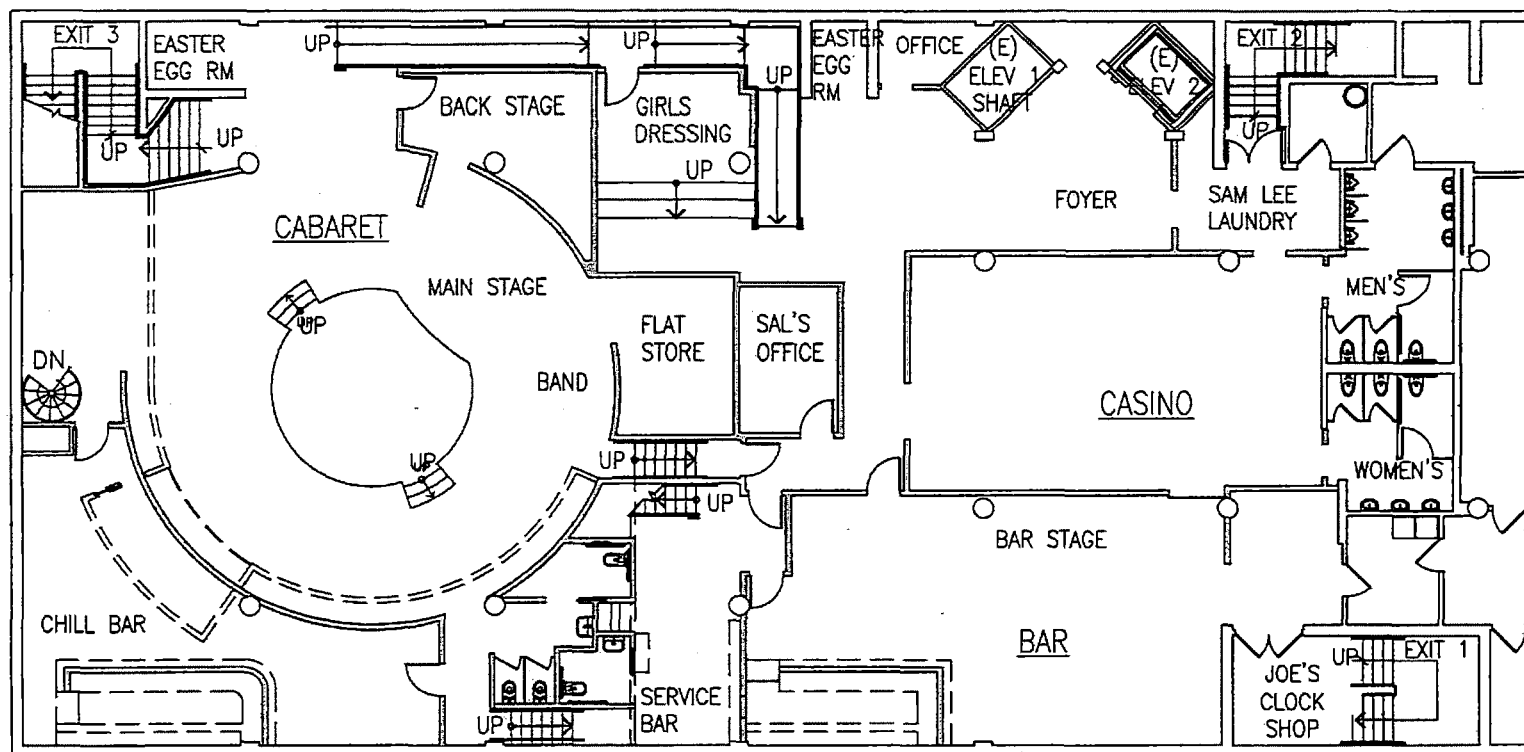 EXIT 3
EASTER
EGG RM
UP
UP
UP
UP
BACK STAGE
GIRLS
DRESSING
UP
UP
EASTER
EGG
RM
OFFICE
(E)
ELEV 1
SHAFT
(E)
ELEV 2
EXIT 2
UP
FOYER
SAM LEE
LAUNDRY
CABARET
MAIN STAGE
UP
FLAT
STORE
SAL'S
OFFICE
MEN'S
DN
BAND
CASINO
UP
UP
UP
WOMEN'S
BAR STAGE
CHILL BAR
BAR
UP
SERVICE
BAR
UP
EXIT 1
JOE'S
CLOCK
SHOP